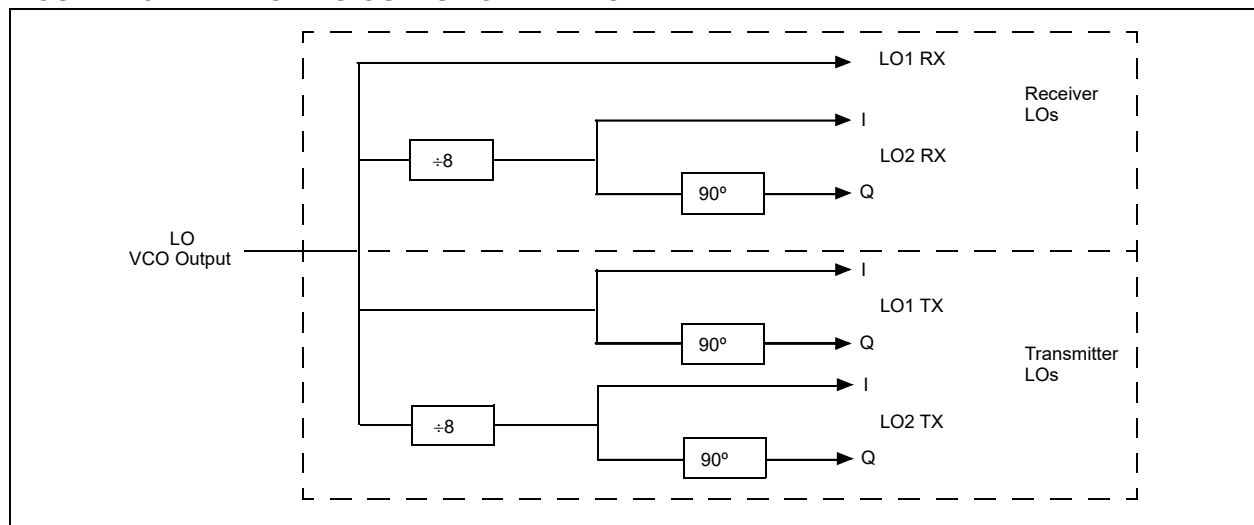 LO1 RX
Receiver
LOs
I
÷8
LO2 RX
90º
Q
LO
VCO Output
I
LO1 TX
90º
Q
Transmitter
LOs
I
÷8
LO2 TX
90º
Q